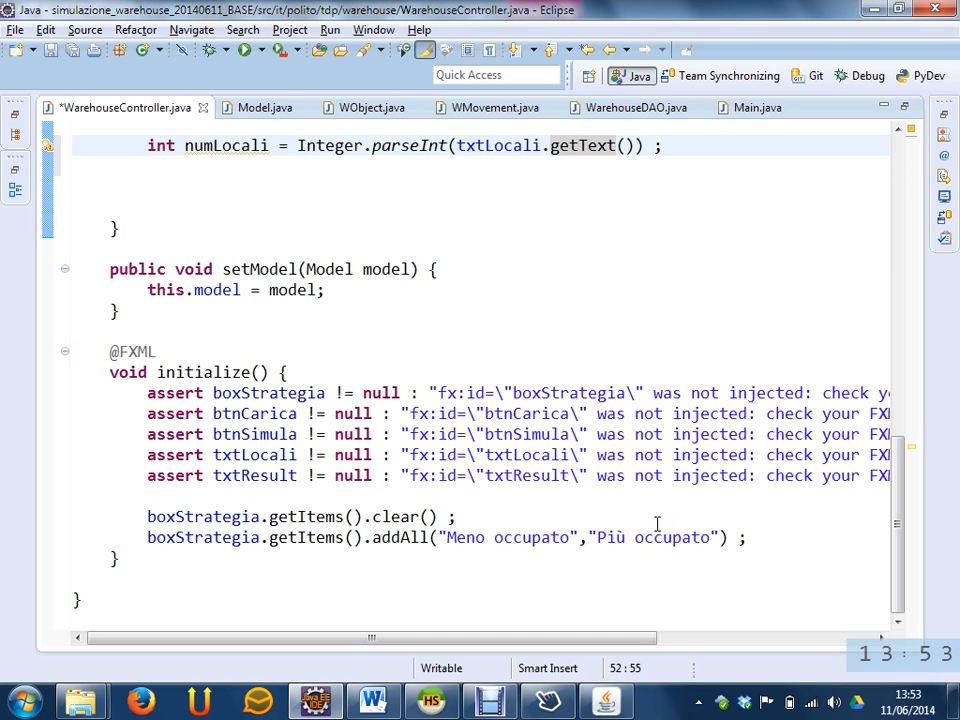 Java - simulazione_warehouse_20140611_BASE/src/it/polito/tdp/warehouse/WarehouseController.java - Eclipse
File Edit Source Refactor Navigate Search Project Run Window Help
Quick Access
Java Team Synchronizing Git Debug PyDev
*WarehouseController.java Model.java WObject.java WMovement.java WarehouseDAO.java Main.java
int numLocali = Integer.parseInt(txtLocali.getText()) ;
}
public void setModel(Model model) {
this.model = model;
}
@FXML
void initialize() {
assert boxStrategia != null : "fx:id=\"boxStrategia\" was not injected: check yo
assert btnCarica != null : "fx:id=\"btnCarica\" was not injected: check your FXM
assert btnSimula != null : "fx:id=\"btnSimula\" was not injected: check your FXM
assert txtLocali != null : "fx:id=\"txtLocali\" was not injected: check your FXM
assert txtResult != null : "fx:id=\"txtResult\" was not injected: check your FXM
boxStrategia.getItems().clear() ;
boxStrategia.getItems().addAll("Meno occupato","Più occupato") ;
}
}
Writable Smart Insert 52 : 55
13:53
13:53
11/06/2014